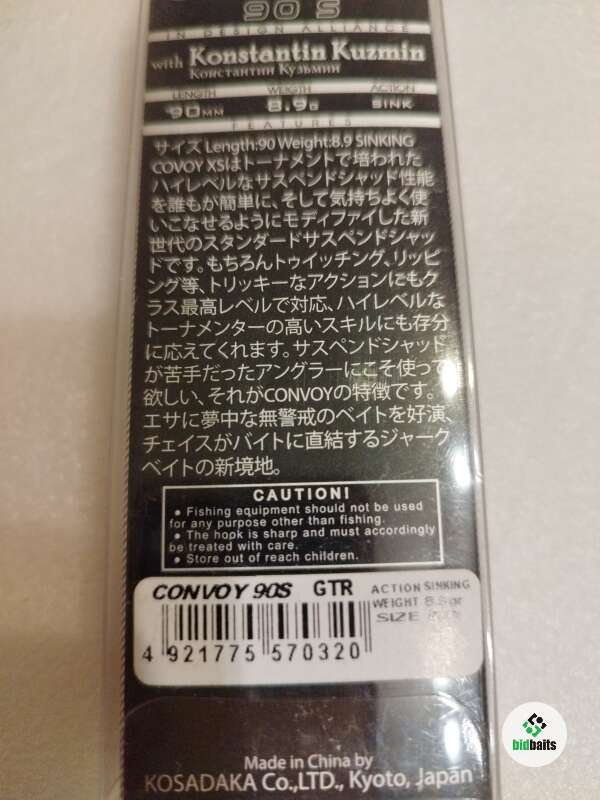 90 S
IN DESIGN ALLIANCE
with Konstantin Kuzmin
Константин Кузьмин
LENGTH WEIGTH ACTION
90MM 8.9G SINK
FEATURES
サイズ Length:90 Weight:8.9 SINKING
COVOY XSはトーナメントで培われた
ハイレベルなサスペンドシャッド性能
を誰もが簡単に、そして気持ちよく使
いこなせるようにモディファイした新
世代のスタンダードサスペンドシャッ
ドです。もちろんトゥイッチング、リッピ
ング等、トリッキーなアクションにもク
ラス最高レベルで対応、ハイレベルな
トーナメンターの高いスキルにも存分
に応えてくれます。サスペンドシャッド
が苦手だったアングラーにこそ使って
欲しい、それがCONVOYの特徴です。
エサに夢中な無警戒のベイトを好演、
チェイスがバイトに直結するジャーク
ベイトの新境地。
CAUTION!
● Fishing equipment should not be used
for any purpose other than fishing.
● The hook is sharp and must accordingly
be treated with care.
● Store out of reach children.
CONVOY 90S GTR
ACTION SINKING
WEIGHT
SIZE
4 921775 570320
Made in China by
KOSADAKA Co.,LTD., Kyoto, Japan
bidbaits